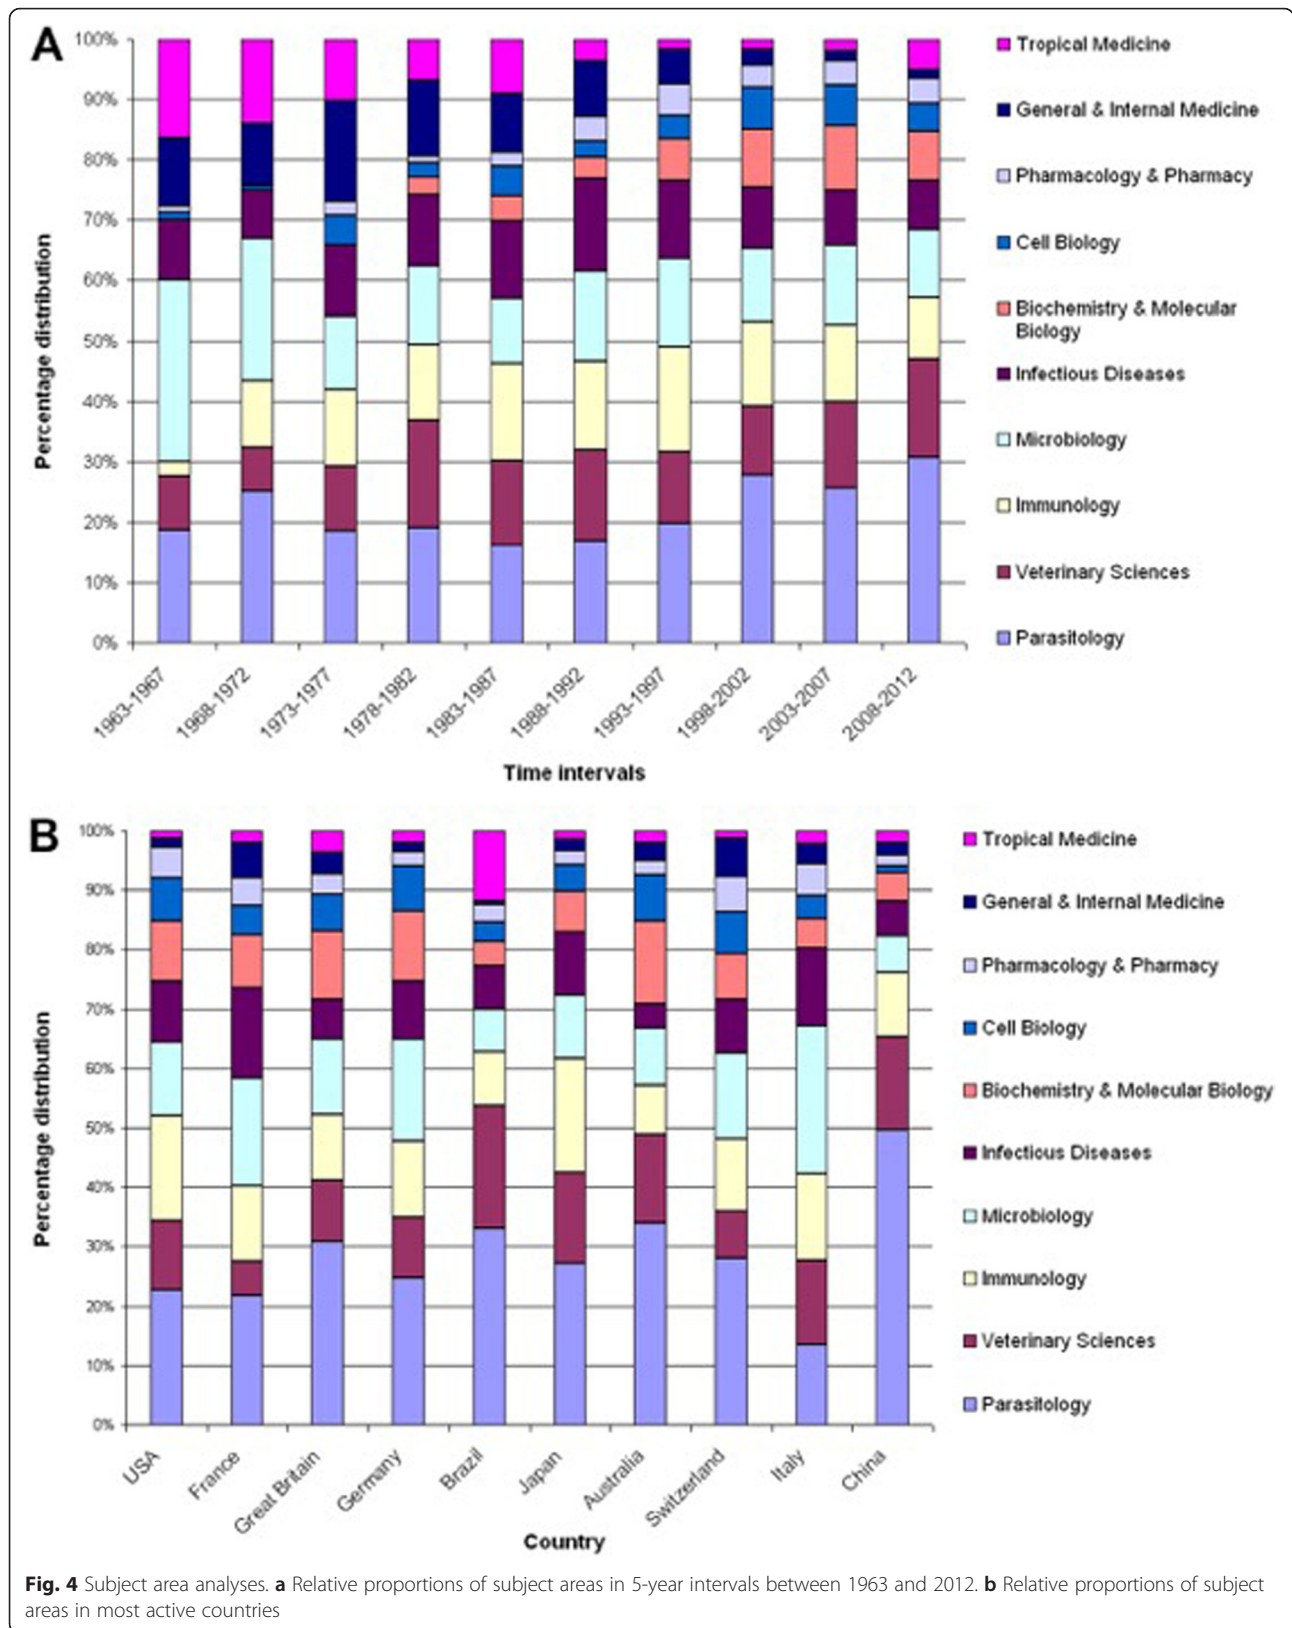 A
100%
90%
80%
70%
60%
50%
40%
30%
20%
10%
0%
Percentage distribution
1963-1967
1968-1972
1973-1977
1978-1982
1983-1987
1988-1992
1993-1997
1998-2002
2003-2007
2008-2012
Time intervals
Tropical Medicine
General & Internal Medicine
Pharmacology & Pharmacy
Cell Biology
Biochemistry & Molecular
Biology
Infectious Diseases
Microbiology
Immunology
Veterinary Sciences
Parasitology
B
100%
90%
80%
70%
60%
50%
40%
30%
20%
10%
0%
Percentage distribution
USA
France
Great Britain
Germany
Brazil
Japan
Australia
Switzerland
Italy
China
Country
Tropical Medicine
General & Internal Medicine
Pharmacology & Pharmacy
Cell Biology
Biochemistry & Molecular Biology
Infectious Diseases
Microbiology
Immunology
Veterinary Sciences
Parasitology
Fig. 4 Subject area analyses. a Relative proportions of subject areas in 5-year intervals between 1963 and 2012. b Relative proportions of subject
areas in most active countries